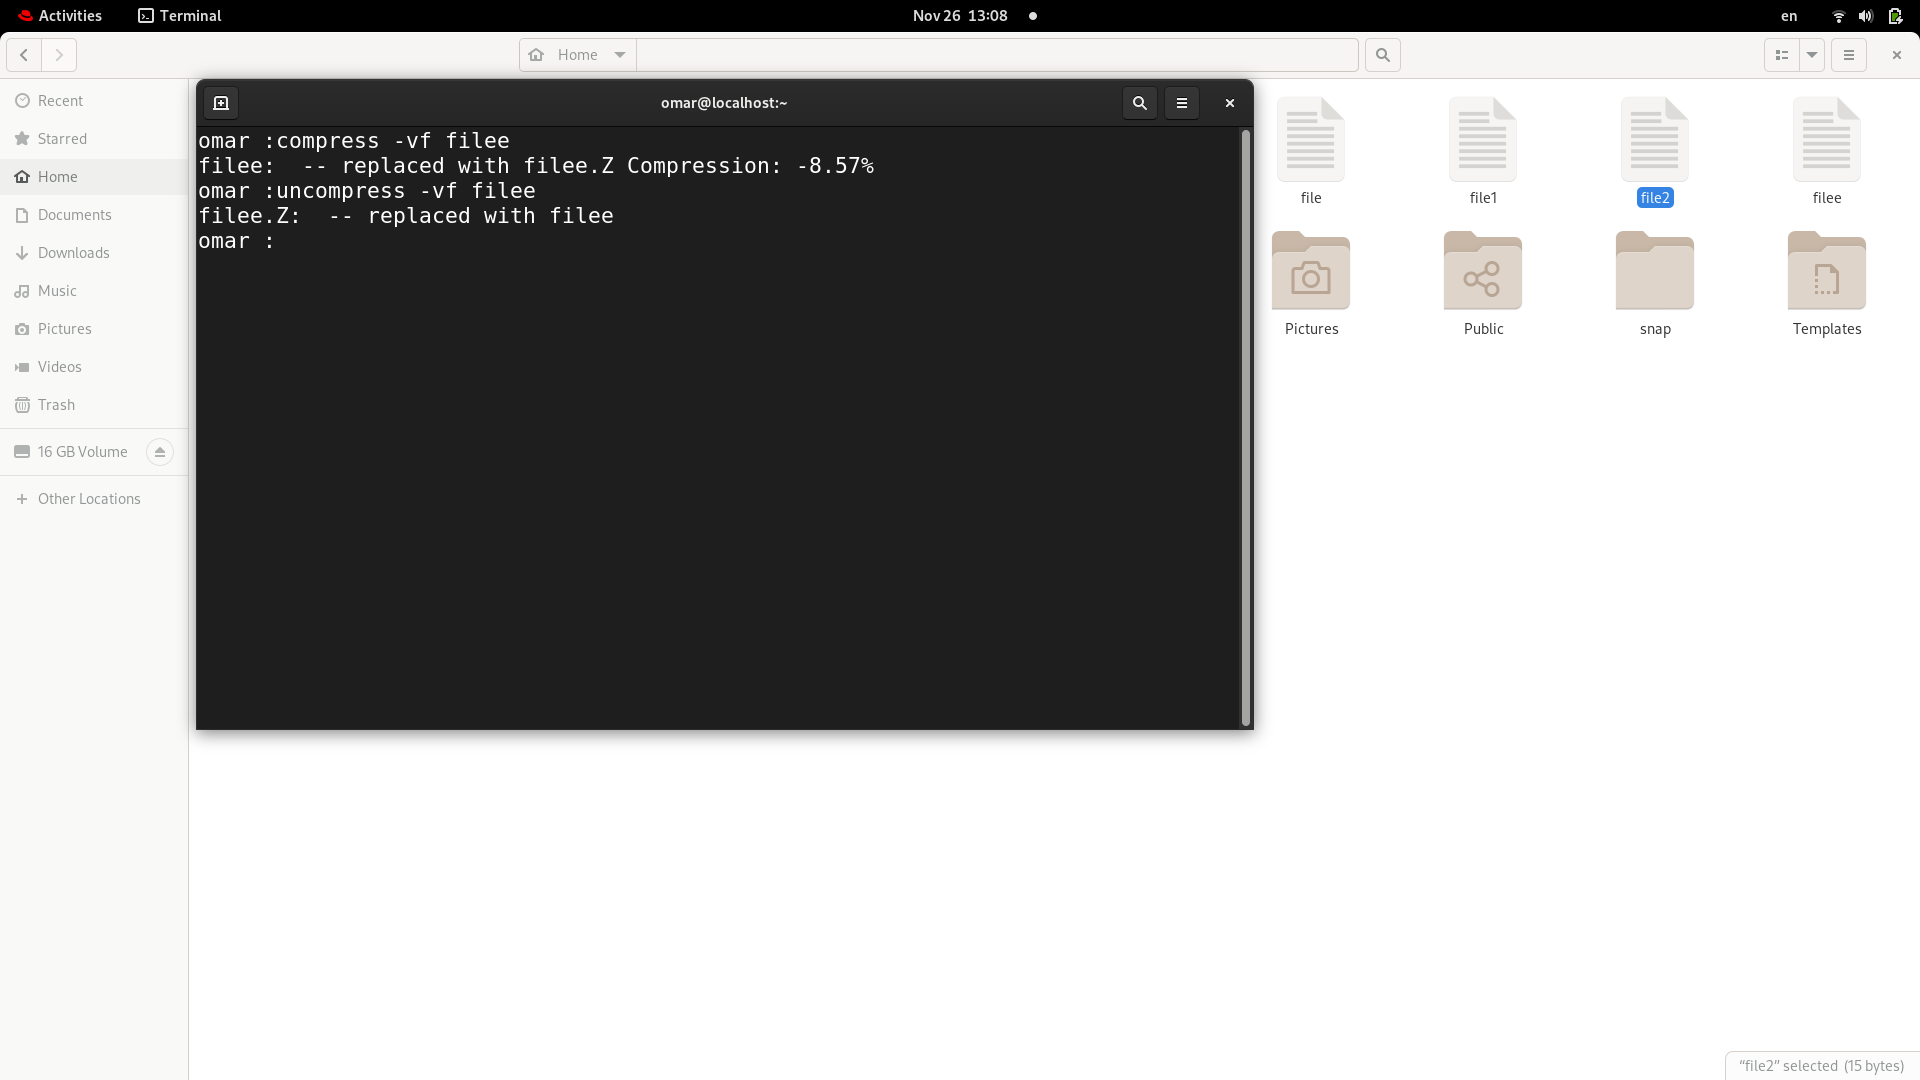 Activities
Terminal
Nov 26 13:08
en
Home
Recent
Starred
Home
Documents
Downloads
Music
Pictures
Videos
Trash
16 GB Volume
Other Locations
omar@localhost:~
omar :compress -vf filee
filee:  -- replaced with filee.Z Compression: -8.57%
omar :uncompress -vf filee
filee.Z:  -- replaced with filee
omar :
file
file1
file2
filee
Pictures
Public
snap
Templates
“file2” selected (15 bytes)